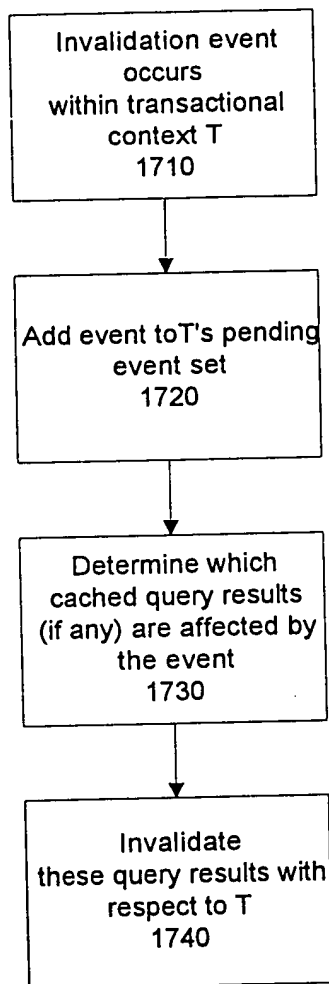 Invalidation event
occurs
within transactional
context T
1710
Add event toT's pending
event set
1720
Determine which
cached query results
(if any) are affected by
the event
1730
Invalidate
these query results with
respect to T
1740